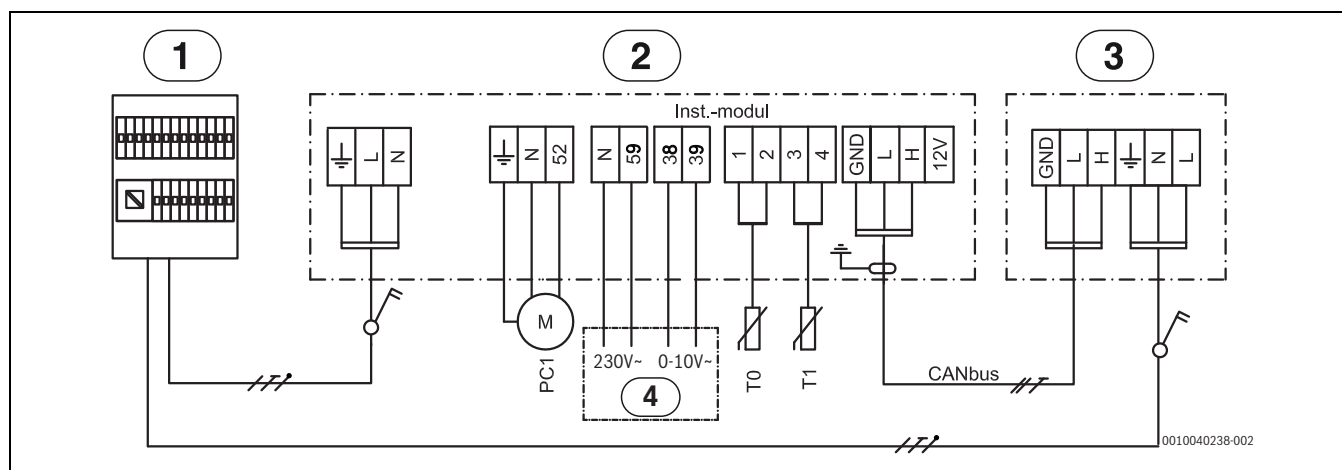 1
2
3
Inst.-modul
L
N
N
52
N
59
38
39
1
2
3
4
GND
L
H
12V
GND
L
H
N
L
M
PC1
230V~
0-10V~
4
T0
T1
CANbus
0010040238-002